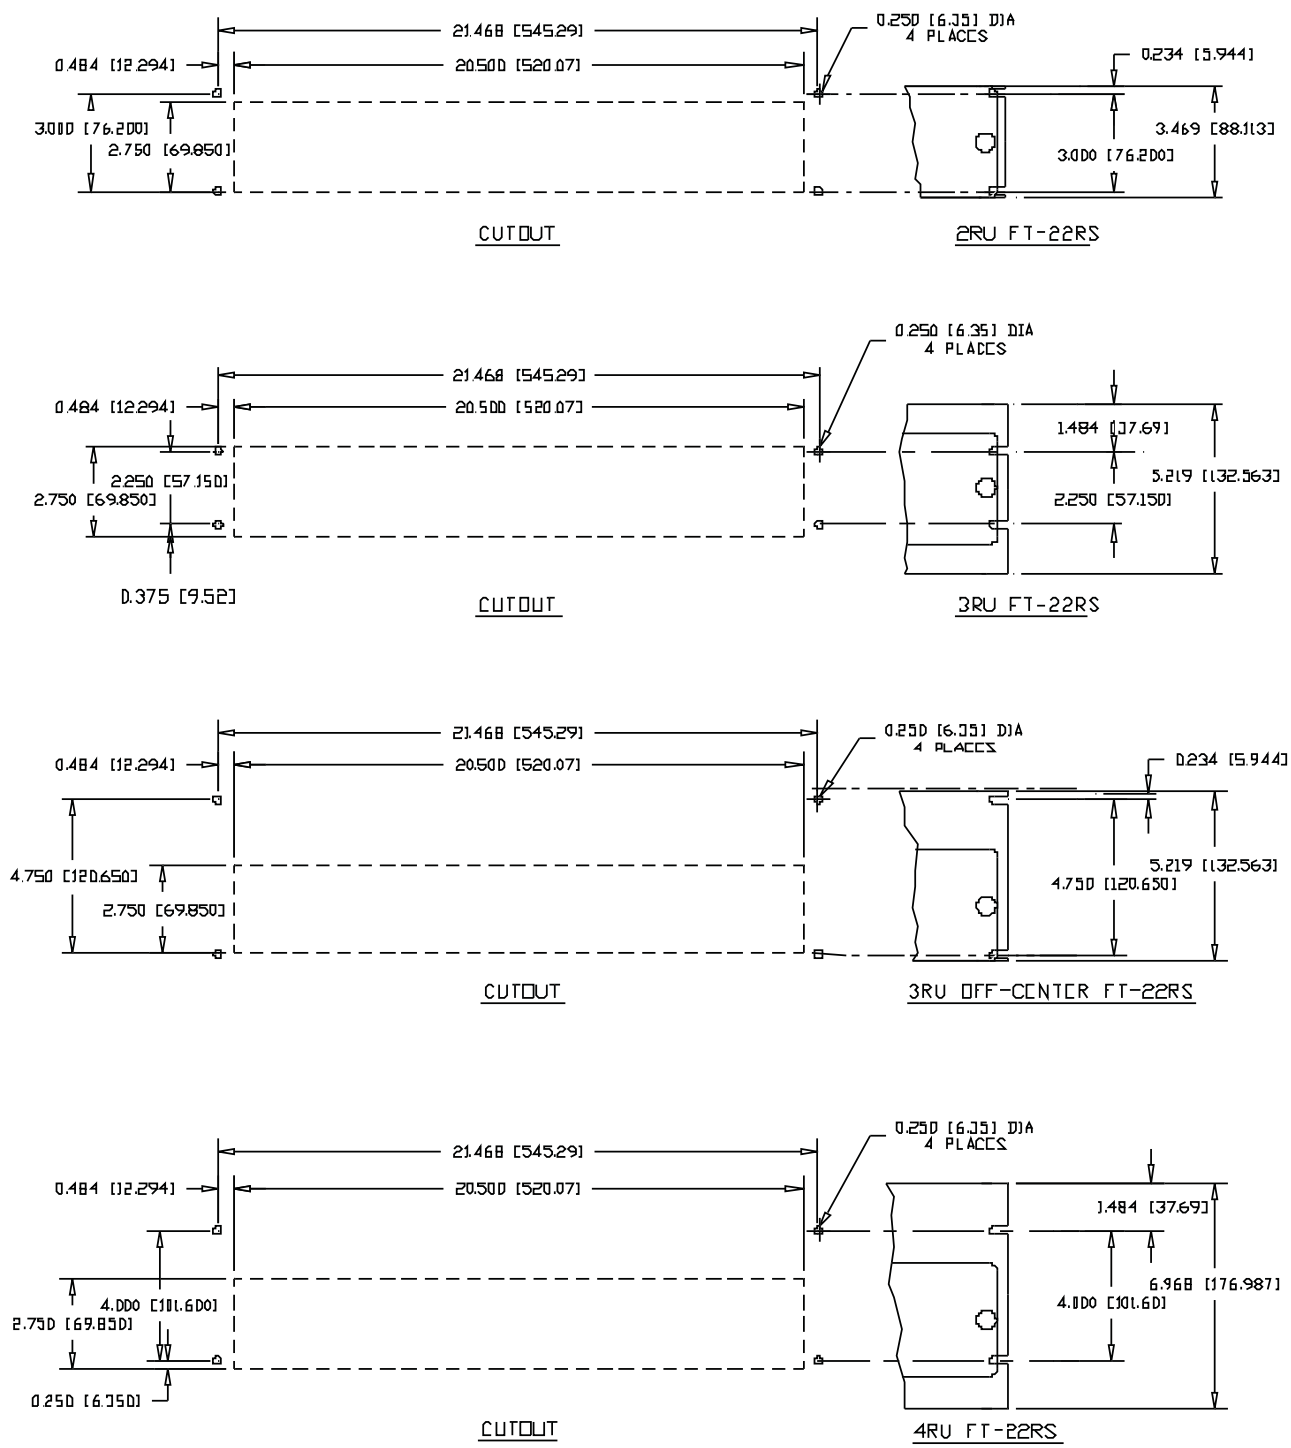 0.250 [6.35] DIA
4 PLACES
21.468 [545.29]
0.234 [5.944]
0.484 [12.294]
20.500 [520.07]
3.000 [76.200]
3.469 [88.113]
2.750 [69.850]
3.000 [76.200]
CUTOUT
2RU FT-22RS
0.250 [6.35] DIA
4 PLACES
21.468 [545.29]
0.484 [12.294]
20.500 [520.07]
1.484 [37.69]
5.219 [132.563]
2.250 [57.150]
2.750 [69.850]
2.250 [57.150]
0.375 [9.52]
CUTOUT
3RU FT-22RS
0.250 [6.35] DIA
4 PLACES
21.468 [545.29]
0.234 [5.944]
0.484 [12.294]
20.500 [520.07]
5.219 [132.563]
4.750 [120.650]
4.750 [120.650]
2.750 [69.850]
CUTOUT
3RU OFF-CENTER FT-22RS
0.250 [6.35] DIA
4 PLACES
21.468 [545.29]
0.484 [12.294]
20.500 [520.07]
1.484 [37.69]
6.968 [176.987]
4.000 [101.600]
4.000 [101.60]
2.750 [69.850]
0.250 [6.350]
CUTOUT
4RU FT-22RS